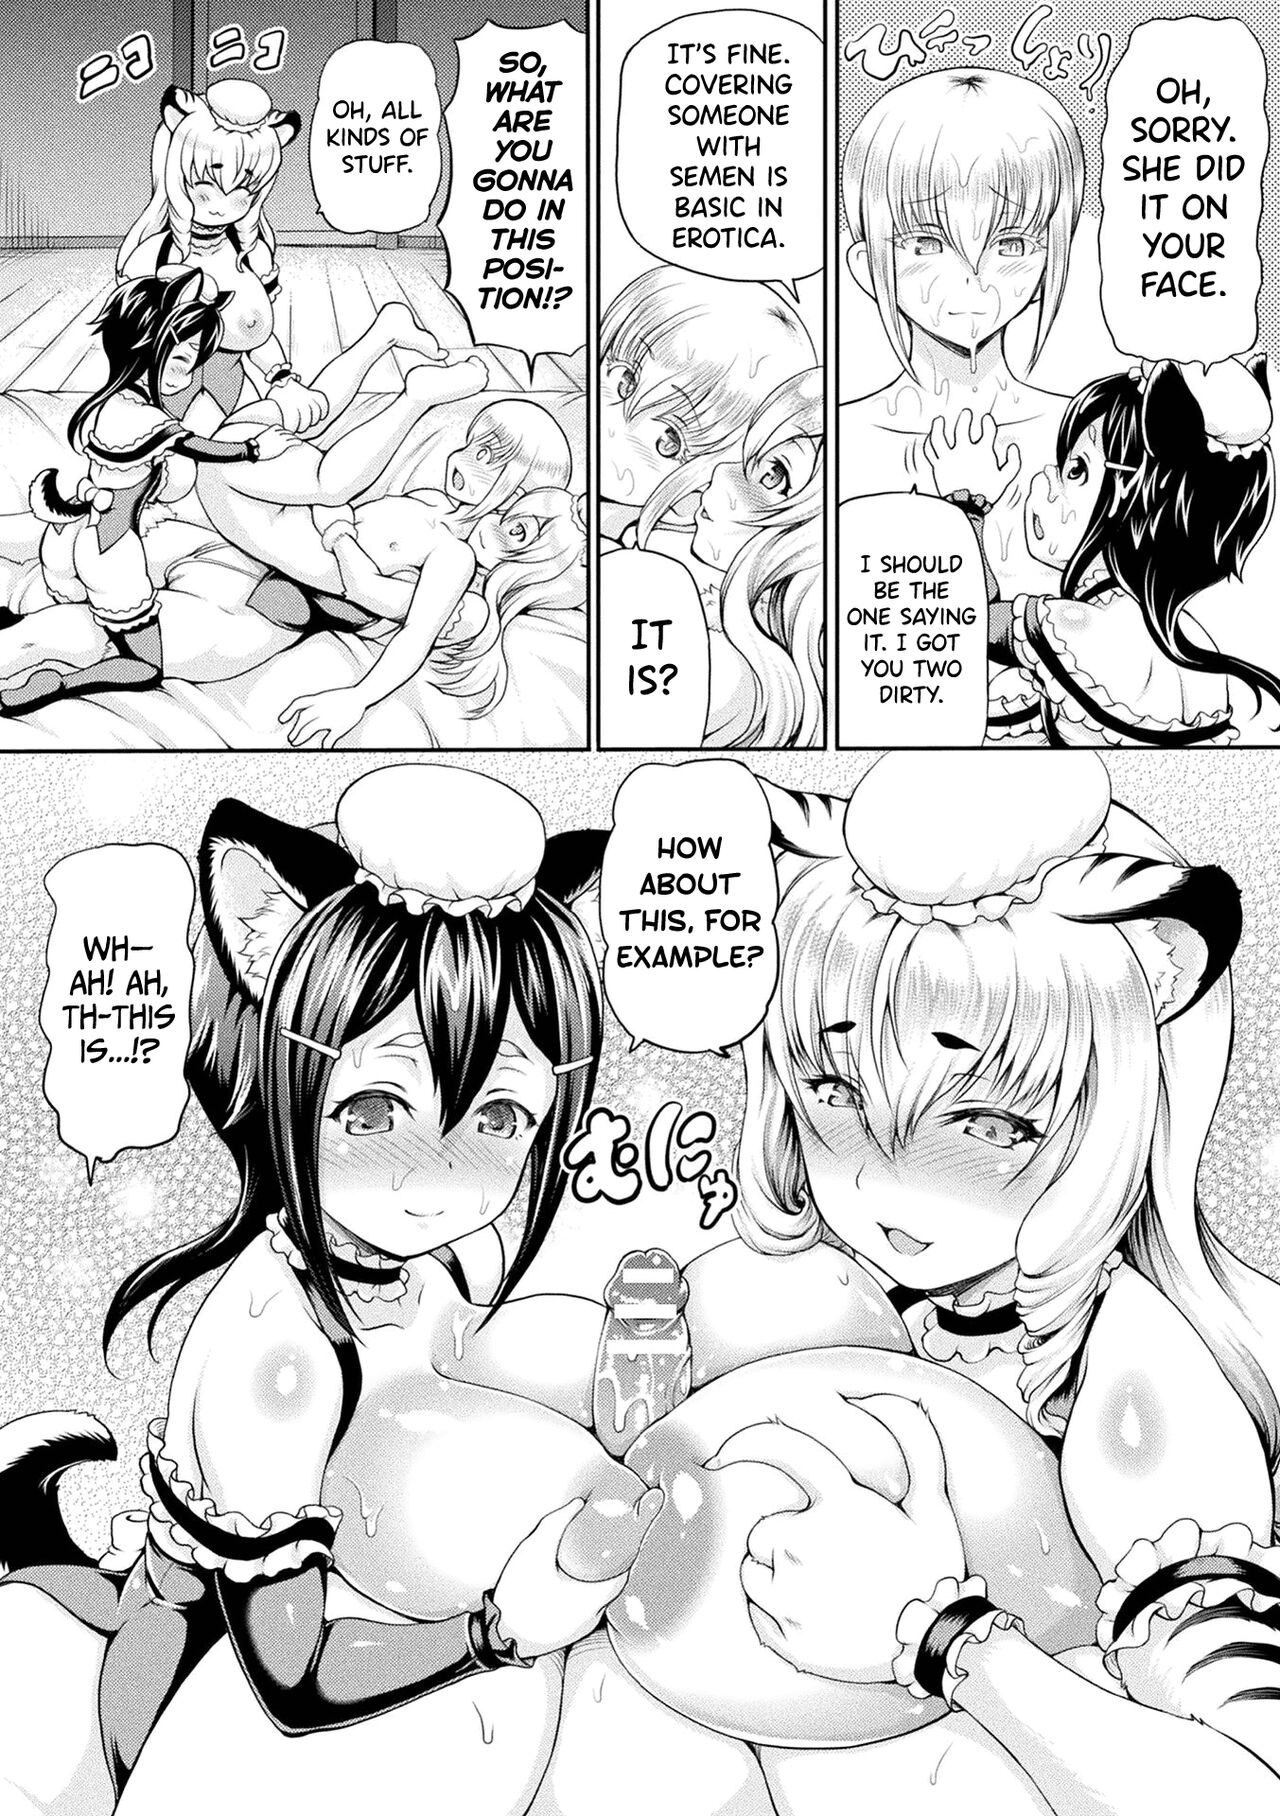 OH,
SORRY.
SHE DID
IT ON
YOUR
FACE.
I SHOULD
BE THE
ONE SAYING
IT. I GOT
YOU TWO
DIRTY.
IT'S FINE.
COVERING
SOMEONE
WITH
SEMEN IS
BASIC IN
EROTICA.
IT
IS?
SO,
WHAT
ARE
YOU
GONNA
DO IN
THIS
POSI-
TION!?
OH, ALL
KINDS OF
STUFF.
ニコ
ニコ
HOW
ABOUT
THIS, FOR
EXAMPLE?
むにゅ
WH—
AH! AH,
TH-THIS
IS...!?